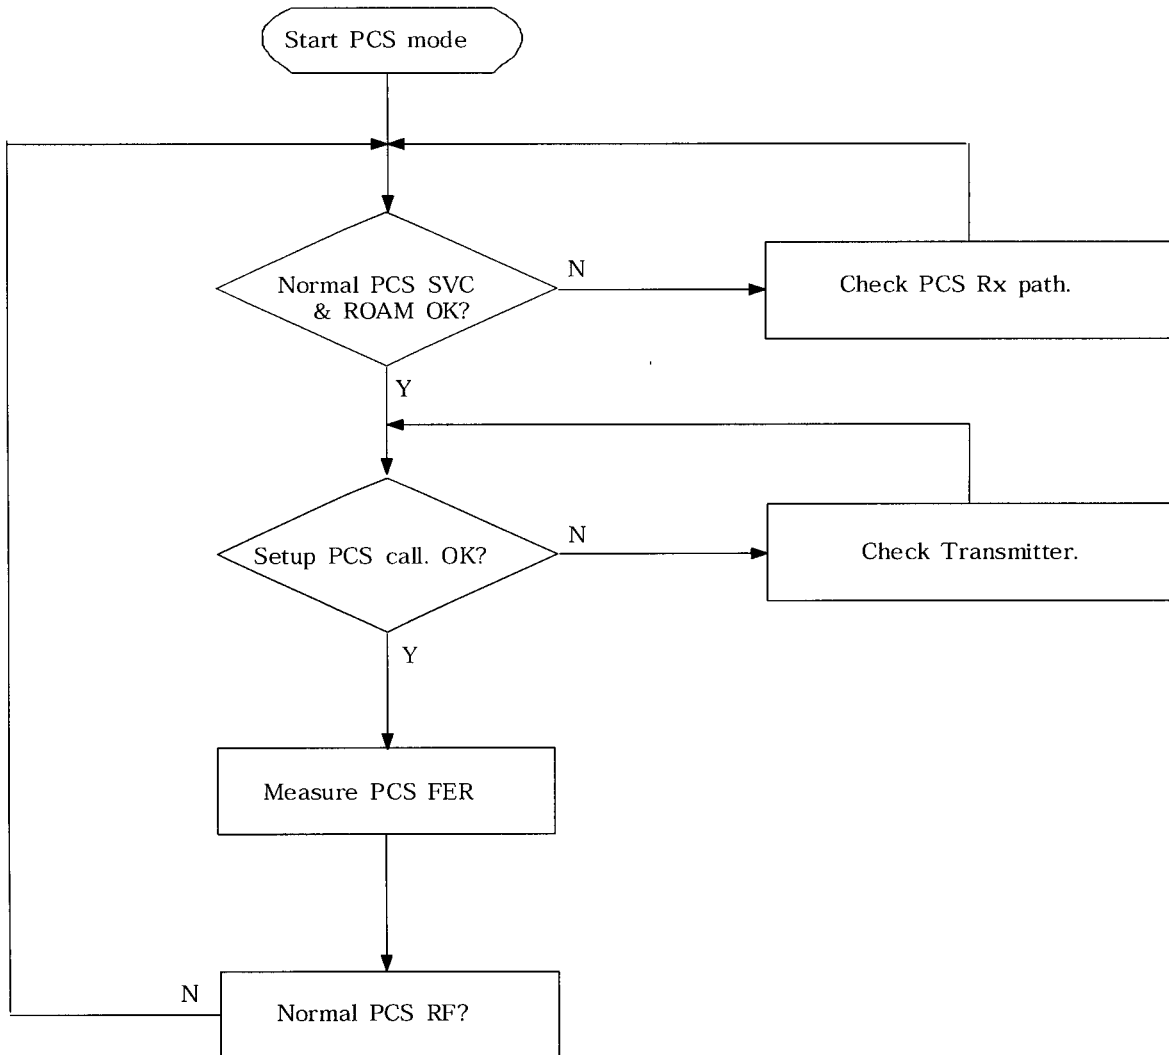 Start PCS mode
Normal PCS SVC
& ROAM OK?
N
Check PCS Rx path.
Y
Setup PCS call. OK?
N
Check Transmitter.
Y
Measure PCS FER
N
Normal PCS RF?